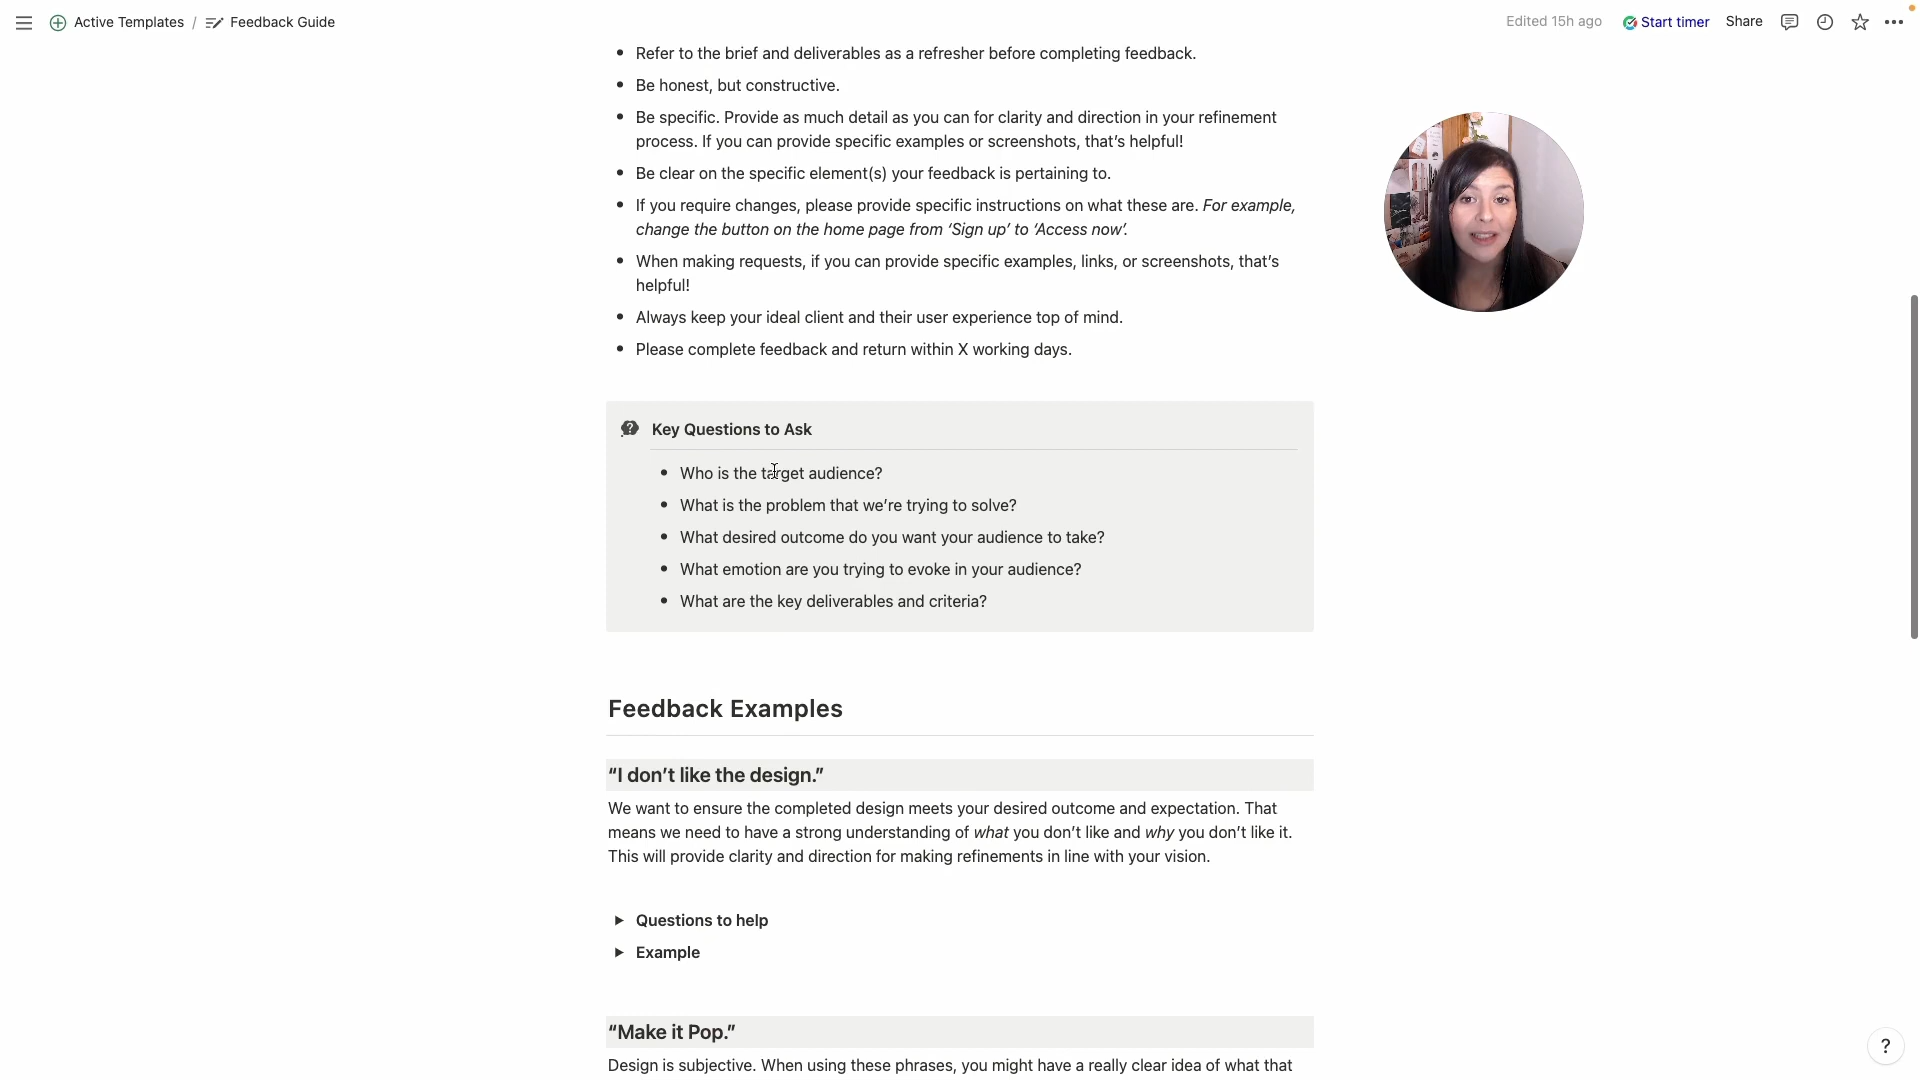 Active Templates / Feedback Guide
Edited 15h ago Start timer Share
• Refer to the brief and deliverables as a refresher before completing feedback.
• Be honest, but constructive.
• Be specific. Provide as much detail as you can for clarity and direction in your refinement
process. If you can provide specific examples or screenshots, that’s helpful!
• Be clear on the specific element(s) your feedback is pertaining to.
• If you require changes, please provide specific instructions on what these are. For example,
change the button on the home page from ‘Sign up’ to ‘Access now’.
• When making requests, if you can provide specific examples, links, or screenshots, that’s
helpful!
• Always keep your ideal client and their user experience top of mind.
• Please complete feedback and return within X working days.
Key Questions to Ask
• Who is the target audience?
• What is the problem that we’re trying to solve?
• What desired outcome do you want your audience to take?
• What emotion are you trying to evoke in your audience?
• What are the key deliverables and criteria?
Feedback Examples
“I don’t like the design.”
We want to ensure the completed design meets your desired outcome and expectation. That
means we need to have a strong understanding of what you don’t like and why you don’t like it.
This will provide clarity and direction for making refinements in line with your vision.
Questions to help
Example
“Make it Pop.”
Design is subjective. When using these phrases, you might have a really clear idea of what that
?